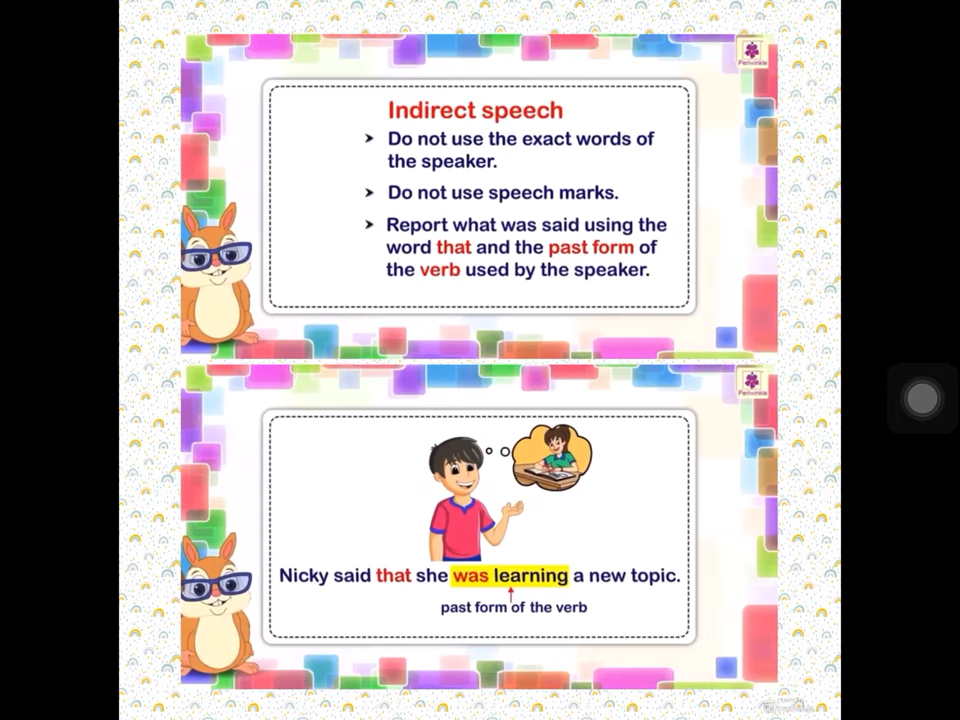 Periwinkle
Indirect speech
➤ Do not use the exact words of
the speaker.
➤ Do not use speech marks.
➤ Report what was said using the
word that and the past form of
the verb used by the speaker.
Periwinkle
Nicky said that she was learning a new topic.
past form of the verb